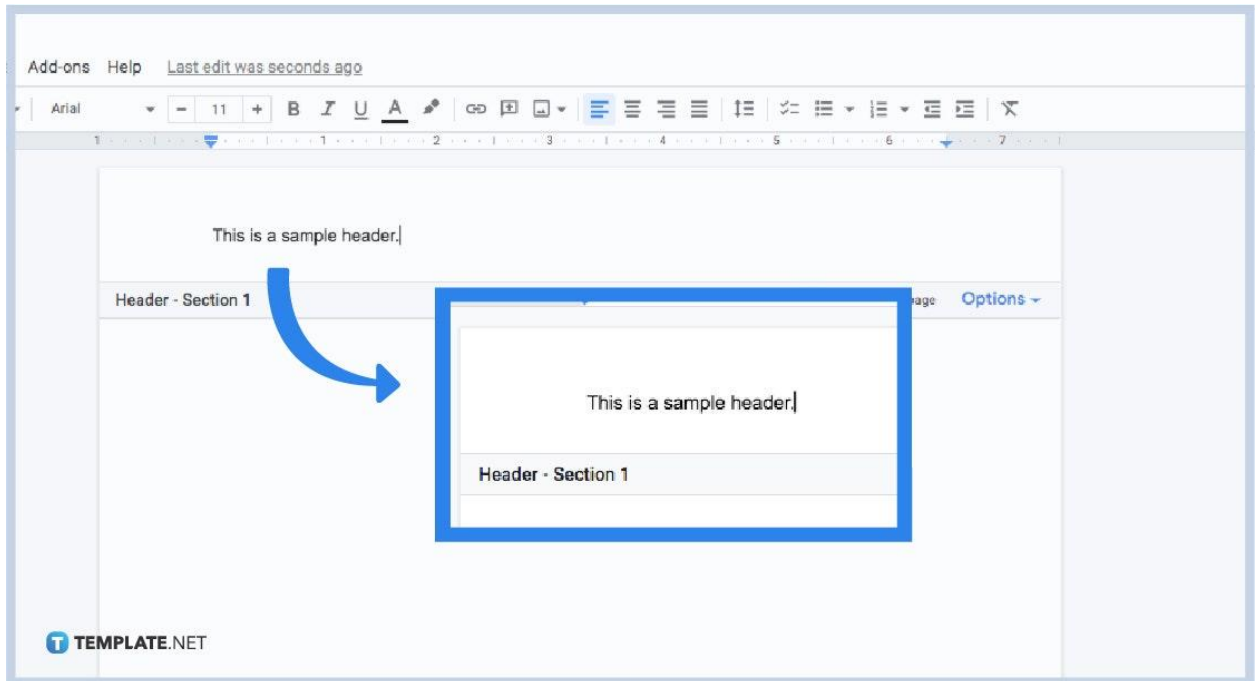 Add-ons Help Last edit was seconds ago
Arial - 11 + B I U A
1 1 2 3 4 5 6 7
This is a sample header.
Header - Section 1 Options
This is a sample header.
Header - Section 1
T TEMPLATE.NET